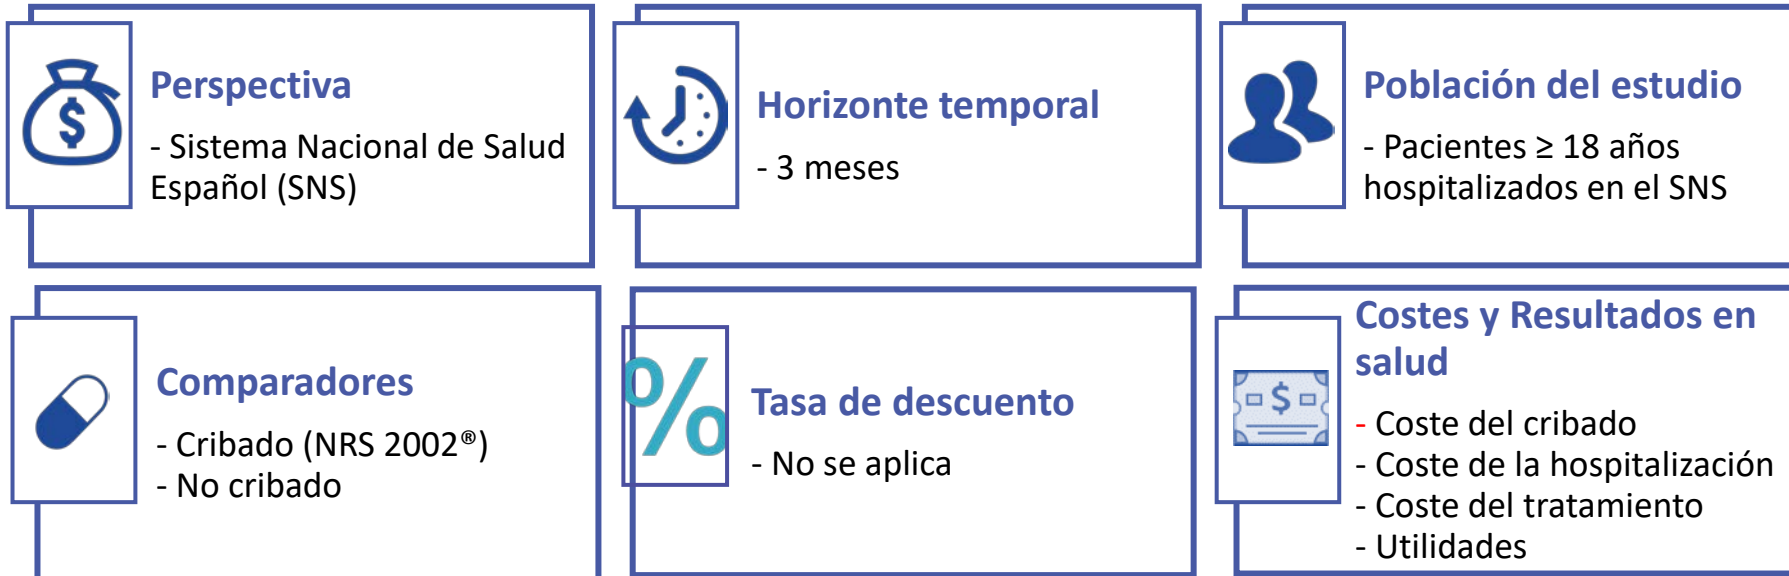 Perspectiva
- Sistema Nacional de Salud
Español (SNS)
Horizonte temporal
- 3 meses
Población del estudio
- Pacientes ≥ 18 años
hospitalizados en el SNS
Comparadores
- Cribado (NRS 2002®)
- No cribado
%
Tasa de descuento
- No se aplica
Costes y Resultados en
salud
- Coste del cribado
- Coste de la hospitalización
- Coste del tratamiento
- Utilidades